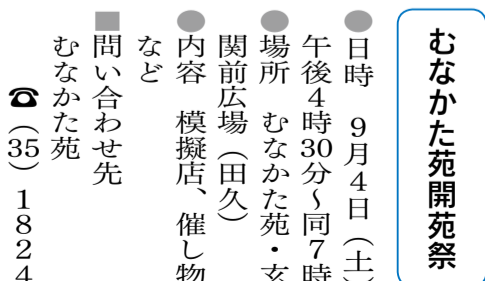 むなかた苑開苑祭
●日時 9月4日(土)
午後4時30分～同7時
●場所 むなかた苑・玄
関前広場(田久)
●内容 模擬店、催し物
など
■問い合わせ先
むなかた苑
☎(35)1824